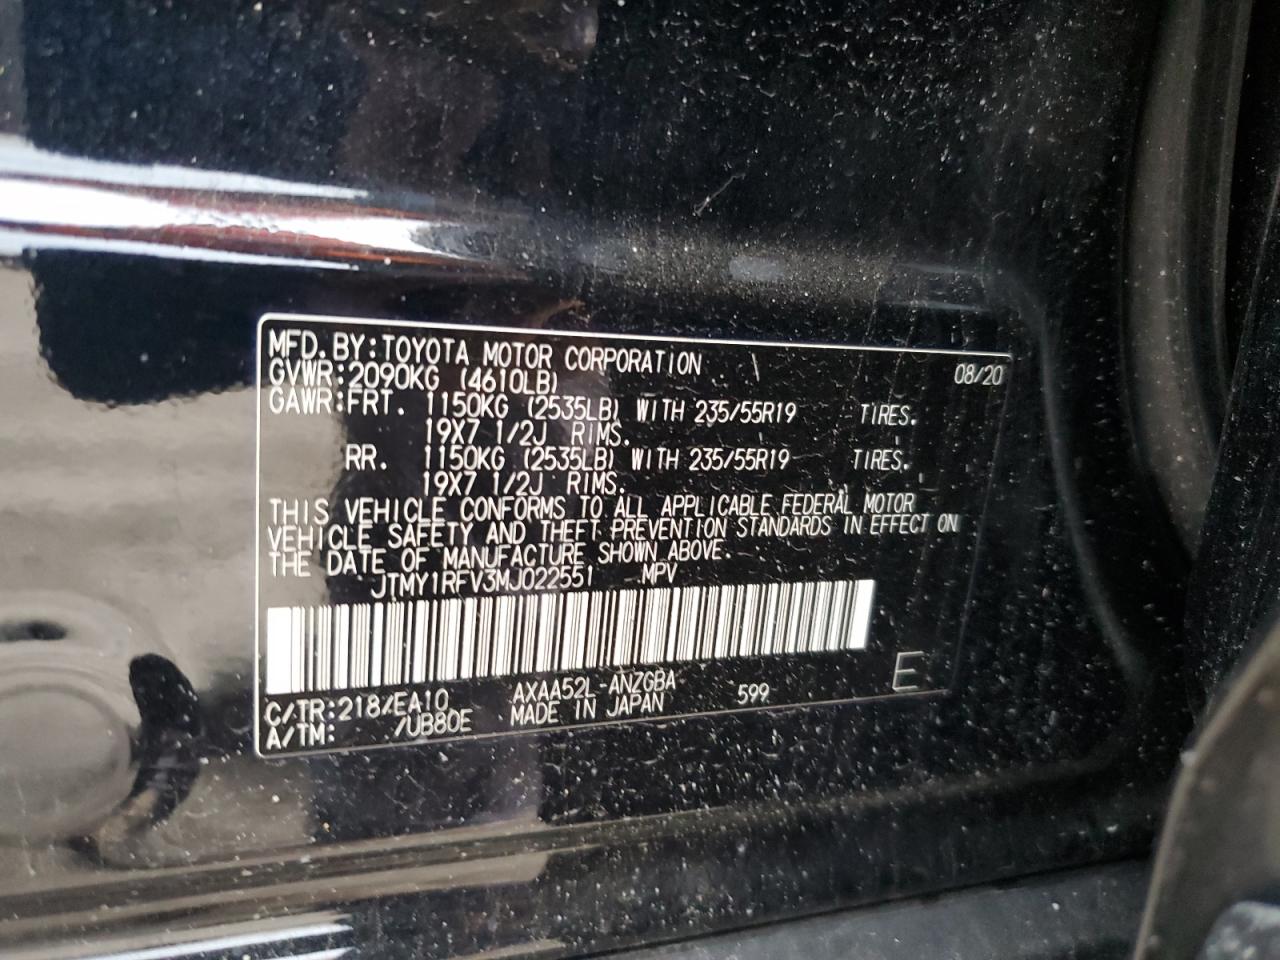 MFD. BY: TOYOTA MOTOR CORPORATION 08/20
GVWR: 2090KG (4610LB)
GAWR: FRT. 1150KG (2535LB) WITH 235/55R19 TIRES.
19X7 1/2J RIMS.
RR. 1150KG (2535LB) WITH 235/55R19 TIRES.
19X7 1/2J RIMS.
THIS VEHICLE CONFORMS TO ALL APPLICABLE FEDERAL MOTOR
VEHICLE SAFETY AND THEFT PREVENTION STANDARDS IN EFFECT ON
THE DATE OF MANUFACTURE SHOWN ABOVE.
JTMY1RFV3MJ022551 MPV
C/TR: 218/EA10 AXAA52L-ANZGBA 599 E
A/TM: /UB80E MADE IN JAPAN